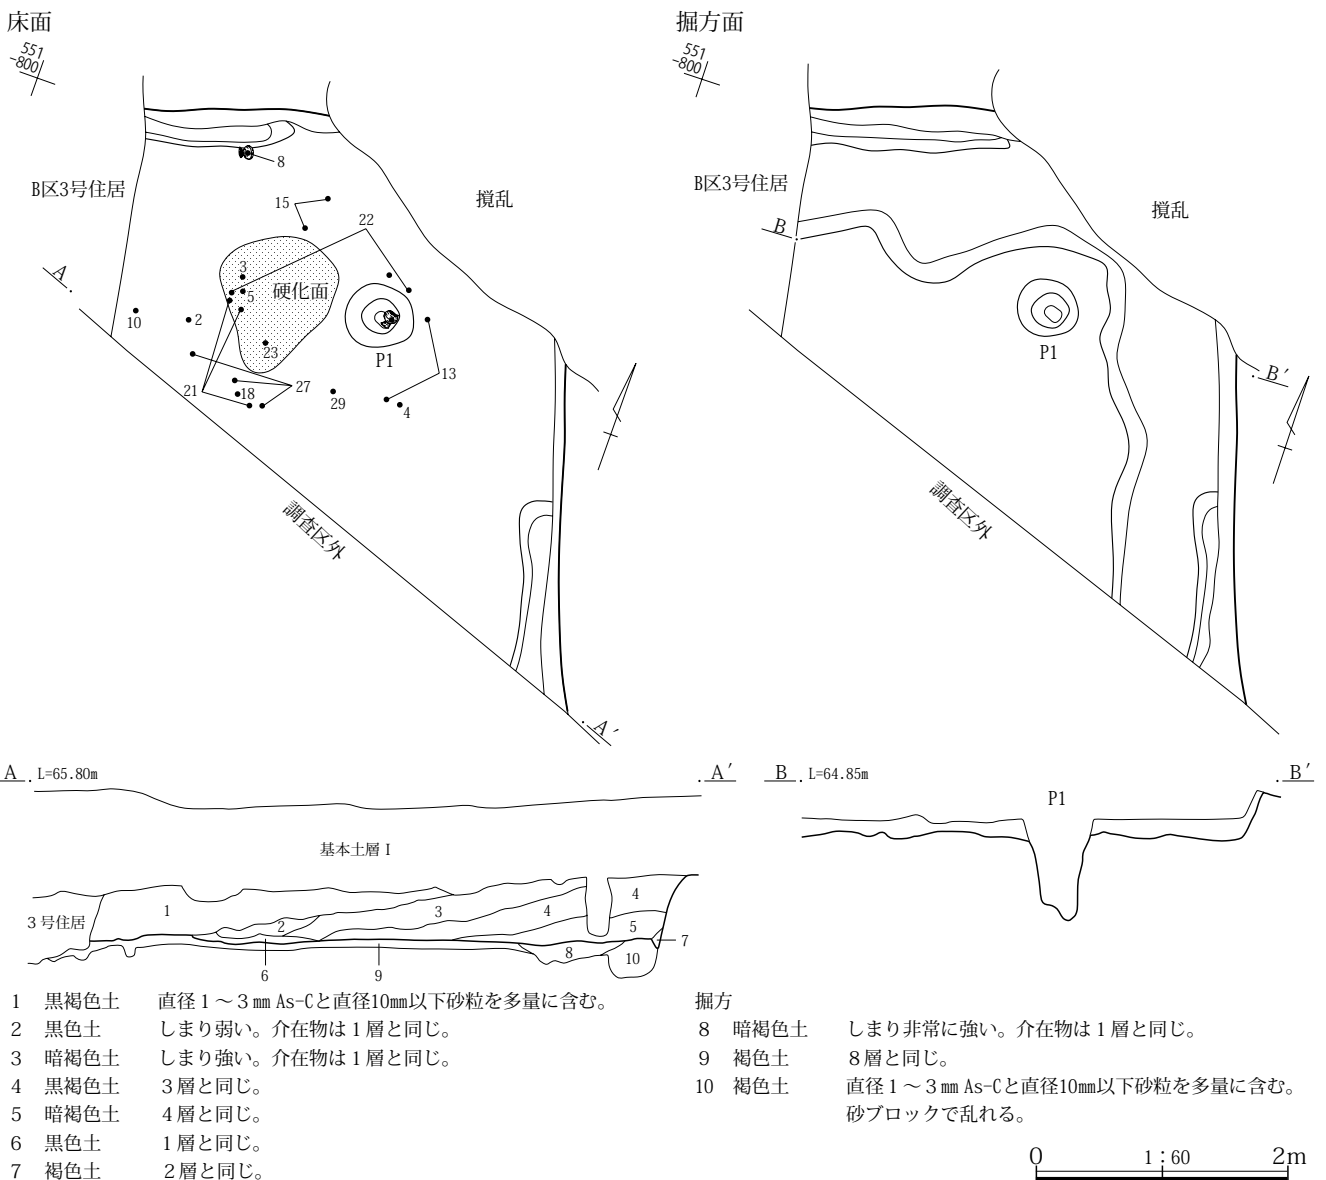 床面
551
-800
B区3号住居
8
15
22
撹乱
A
3
硬化面
5
10
2
P1
23
21
18
27
13
29
4
調査区外
A′
掘方面
551
-800
B区3号住居
撹乱
B
P1
B′
調査区外
A L=65.80m A′
基本土層Ⅰ
3号住居
1
2
3
4
4
5
7
8
10
6
9
B L=64.85m B′
P1
1 黒褐色土 直径1～3㎜ As-Cと直径10㎜以下砂粒を多量に含む。
2 黒色土 しまり弱い。介在物は1層と同じ。
3 暗褐色土 しまり強い。介在物は1層と同じ。
4 黒褐色土 3層と同じ。
5 暗褐色土 4層と同じ。
6 黒色土 1層と同じ。
7 褐色土 2層と同じ。
掘方
8 暗褐色土 しまり非常に強い。介在物は1層と同じ。
9 褐色土 8層と同じ。
10 褐色土 直径1～3㎜ As-Cと直径10㎜以下砂粒を多量に含む。
砂ブロックで乱れる。
0 1：60 2m